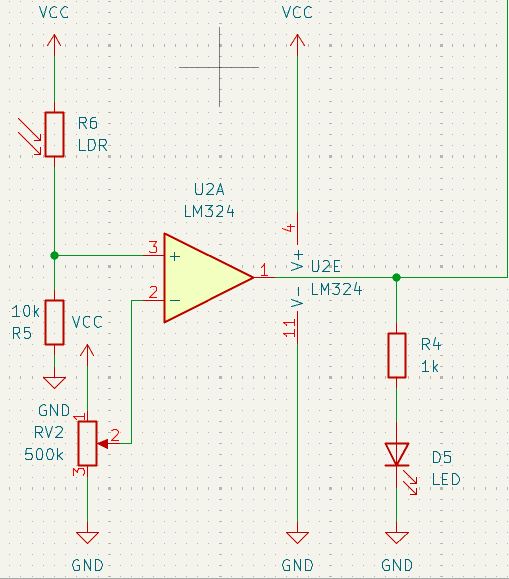 VCC
VCC
R6
LDR
U2A
LM324
4
3
+
V+
1
U2E
2
−
V−
LM324
10k
R5
VCC
11
R4
1k
GND
1
RV2
2
500k
3
D5
LED
GND
GND
GND